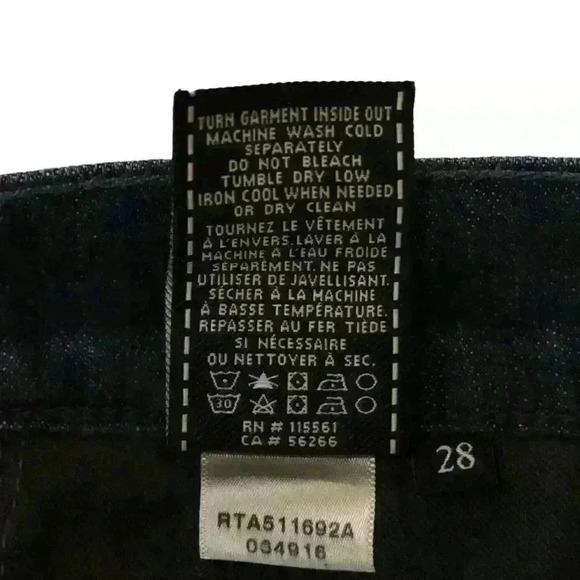 TURN GARMENT INSIDE OUT
MACHINE WASH COLD
SEPARATELY
DO NOT BLEACH
TUMBLE DRY LOW
IRON COOL WHEN NEEDED
OR DRY CLEAN
TOURNEZ LE VÊTEMENT
À L'ENVERS. LAVER À LA
MACHINE À L'EAU FROIDE
SÉPARÉMENT. NE PAS
UTILISER DE JAVELLISANT.
SÉCHER À LA MACHINE
À BASSE TEMPÉRATURE.
REPASSER AU FER TIÈDE
SI NÉCESSAIRE
OU NETTOYER À SEC.
30
RN # 115561
CA # 56266
28
RTA511692A
064916